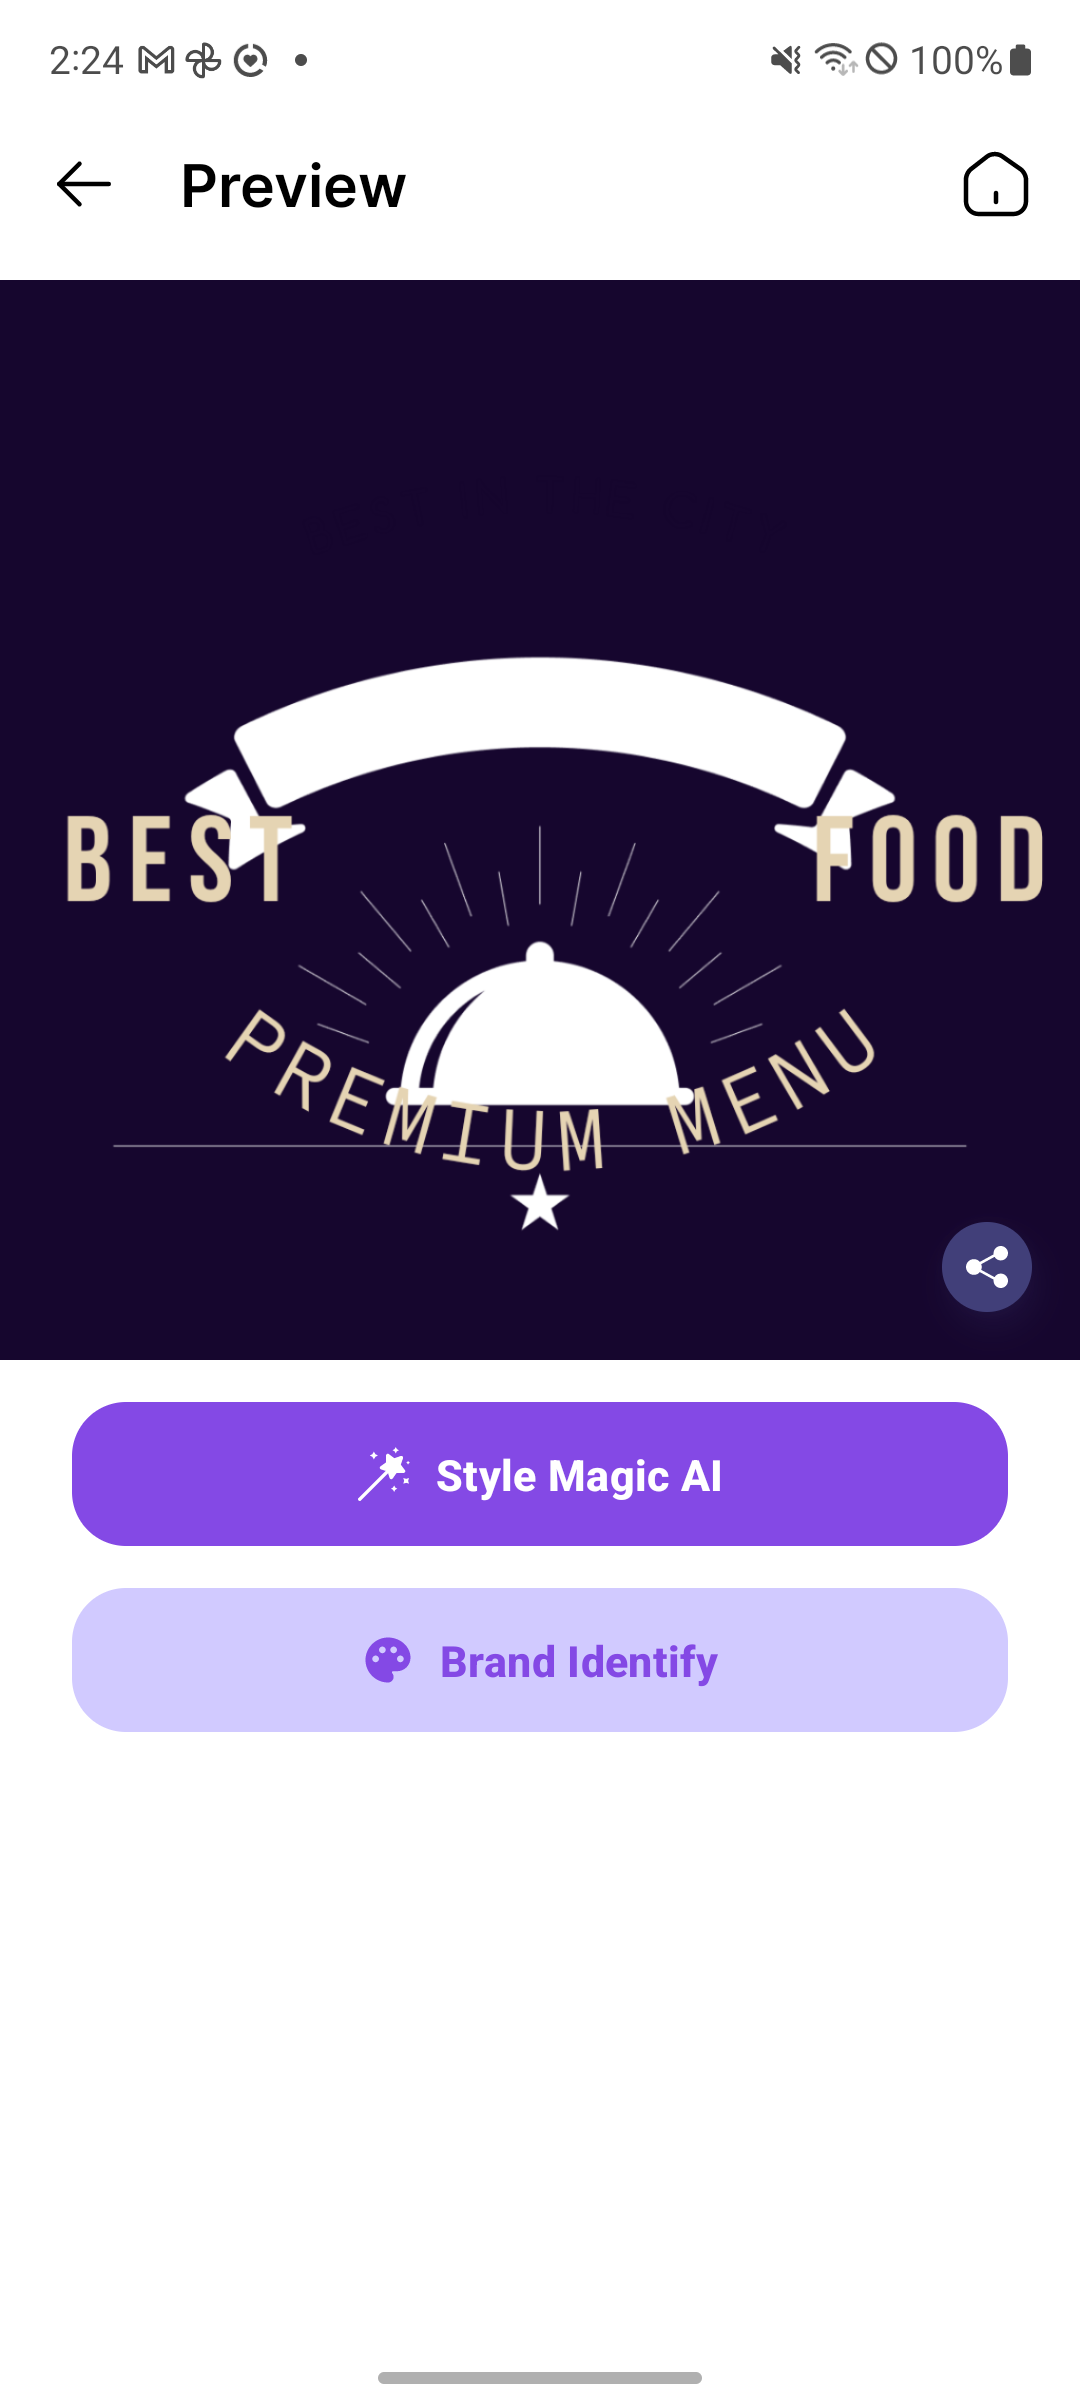 2:24
100%
Preview
BEST FOOD
PREMIUM MENU
Style Magic AI
Brand Identify